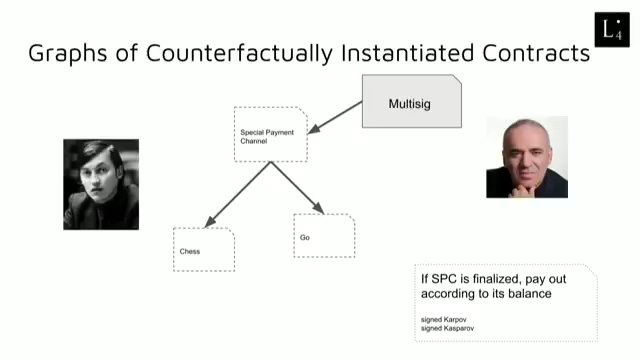 L4
Graphs of Counterfactually Instantiated Contracts
Multisig
Special Payment
Channel
Chess
Go
If SPC is finalized, pay out
according to its balance
signed Karpov
signed Kasparov